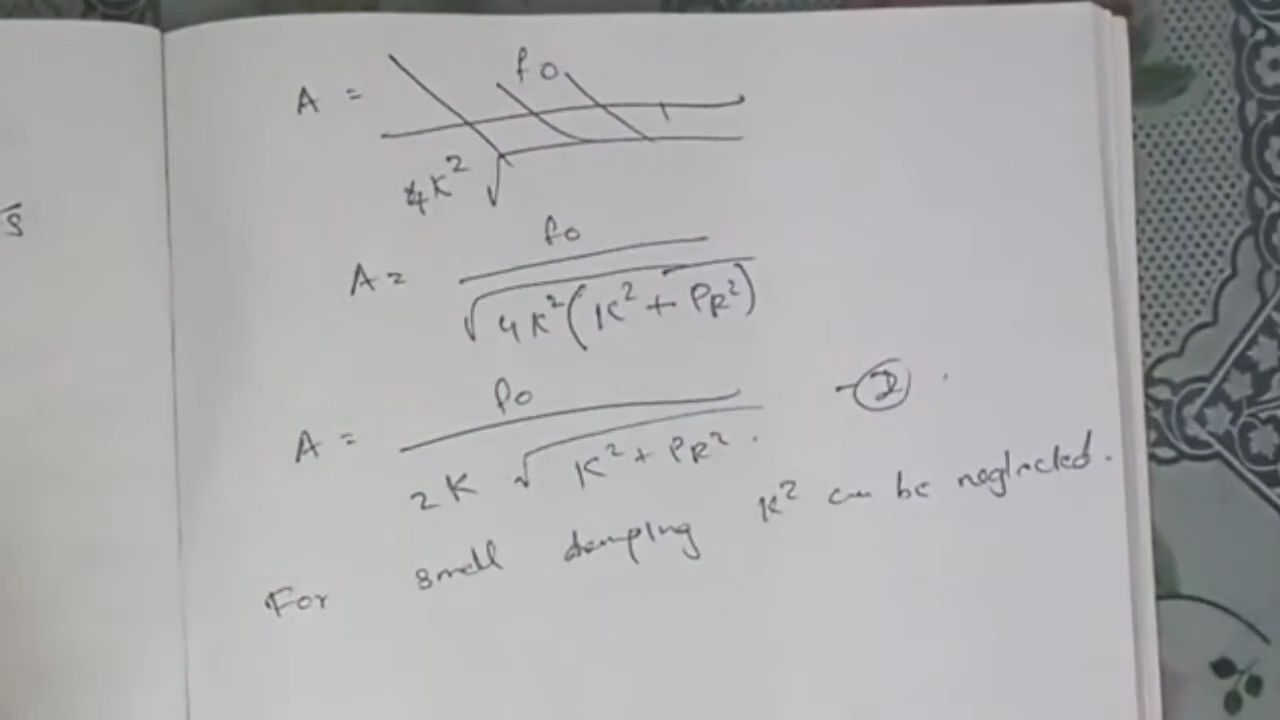 s
A = f0
4K² √
A = f0
√4K²(K² + PR²)
A = f0 -②
2K √K² + PR².
For small damping K² can be neglected.